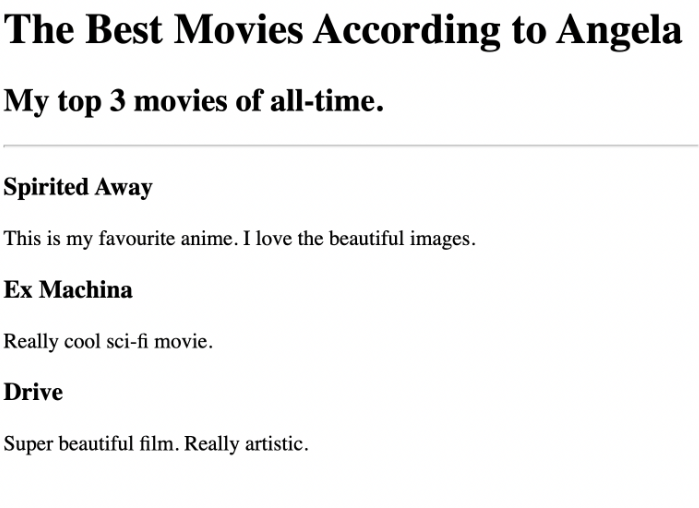 The Best Movies According to Angela
My top 3 movies of all-time.
Spirited Away
This is my favourite anime. I love the beautiful images.
Ex Machina
Really cool sci-fi movie.
Drive
Super beautiful film. Really artistic.